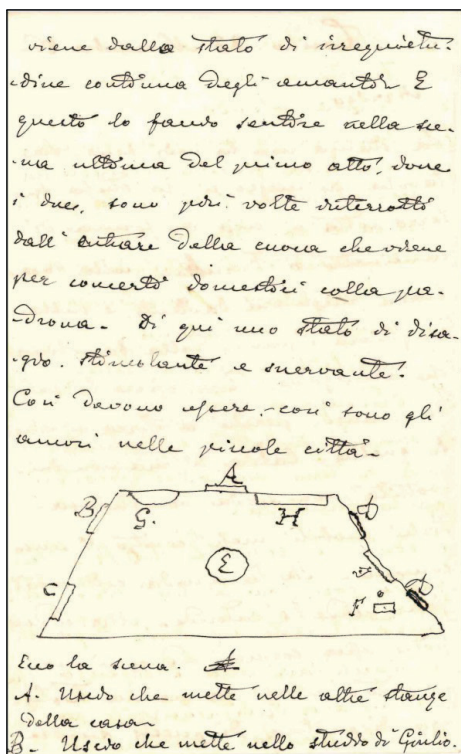 viene dallo stato di irrequietu-
-dine continua degli amanti. E
questo lo fanno sentire nella sce-
-na ultima del primo atto, dove
i due, sono più volte interrotti
dall' entrare della cuoca che viene
per concerti domestici colla pa-
-drona - Di qui uno stato di disa-
-gio. stimolante e snervante.
Così devono essere, - così sono gli
amori nelle piccole città -
A
B
G.
H
D
C
E
D
F
Ecco la scena.
A. Uscio che mette nelle altre stanze
della casa
B. Uscio che mette nello studio di Giulio.